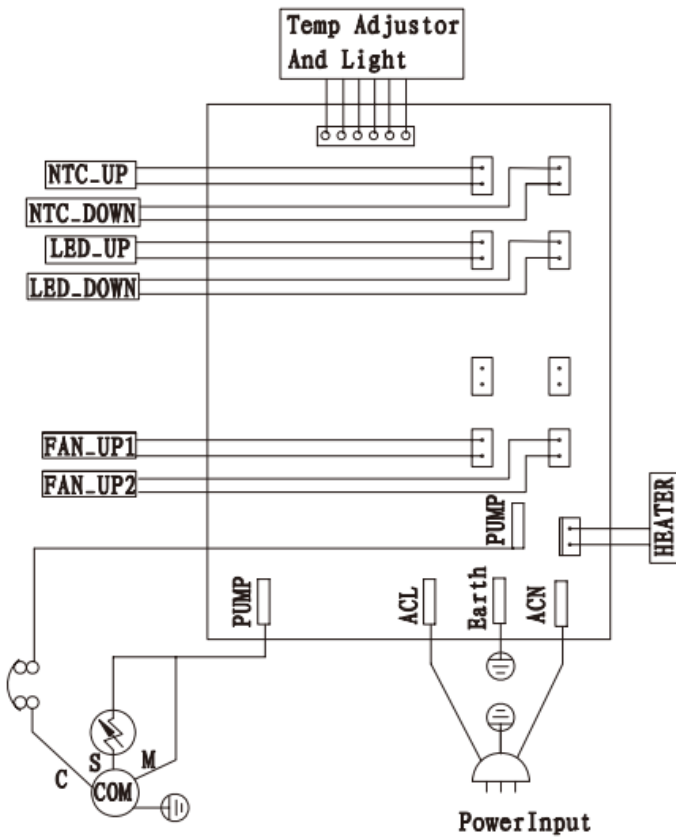 Temp Adjustor
And Light
NTC_UP
NTC_DOWN
LED_UP
LED_DOWN
FAN_UP1
FAN_UP2
PUMP
HEATER
PUMP
ACL
Earth
ACN
S
M
C
COM
PowerInput